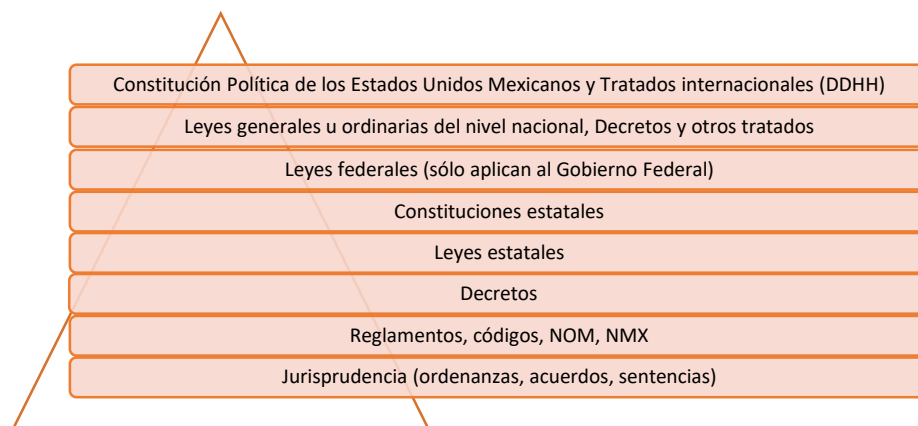 Constitución Política de los Estados Unidos Mexicanos y Tratados internacionales (DDHH)
Leyes generales u ordinarias del nivel nacional, Decretos y otros tratados
Leyes federales (sólo aplican al Gobierno Federal)
Constituciones estatales
Leyes estatales
Decretos
Reglamentos, códigos, NOM, NMX
Jurisprudencia (ordenanzas, acuerdos, sentencias)